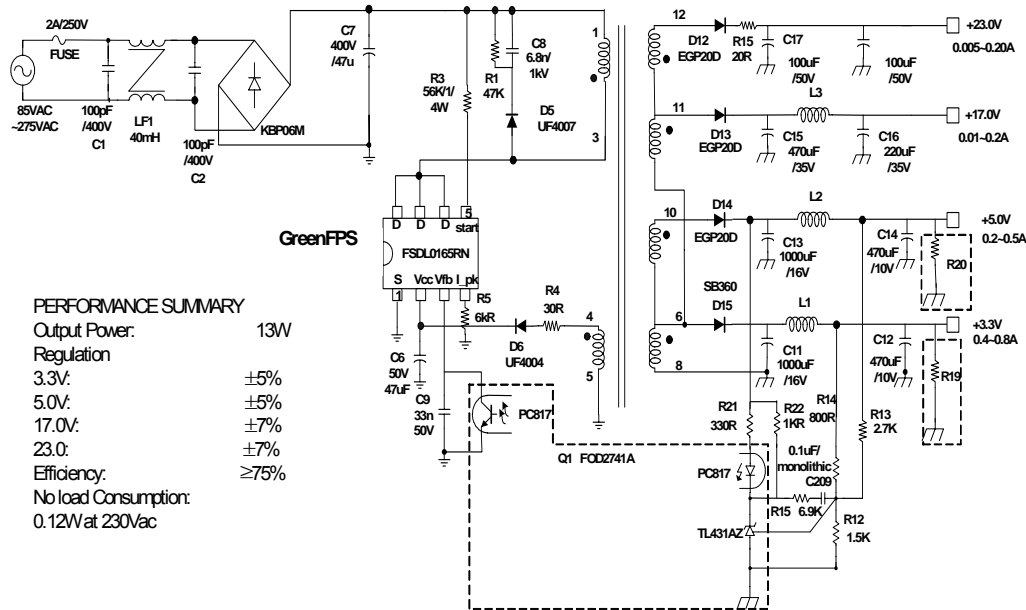 2A/250V
FUSE
85VAC
~275VAC
100pF
/400V
C1
LF1
40mH
100pF
/400V
C2
KBP06M
C7
400V
/47u
R3
56K/1/
4W
R1
47K
C8
6.8n/
1kV
D5
UF4007
1
3
12
D12
EGP20D
R15
20R
C17
100uF
/50V
100uF
/50V
+23.0V
0.005~0.20A
11
D13
EGP20D
C15
470uF
/35V
L3
C16
220uF
/35V
+17.0V
0.01~0.2A
10
D14
EGP20D
C13
1000uF
/16V
L2
C14
470uF
/10V
R20
+5.0V
0.2~0.5A
6
SB360
D15
8
C11
1000uF
/16V
L1
C12
470uF
/10V
R19
+3.3V
0.4~0.8A
GreenFPS
D D D 5
start
FSDL0165RN
S Vcc Vfb I_pk
1
R5
6kR
R4
30R
D6
UF4004
4
5
C6
50V
47uF
C9
33n
50V
PC817
Q1 FOD2741A
R21
330R
R22
1KR
R14
800R
R13
2.7K
0.1uF/
monolithic
C209
PC817
R15 6.9K
TL431AZ
R12
1.5K
PERFORMANCE SUMMARY
Output Power: 13W
Regulation
3.3V: ±5%
5.0V: ±5%
17.0V: ±7%
23.0: ±7%
Efficiency: ≥75%
No load Consumption:
0.12W at 230Vac